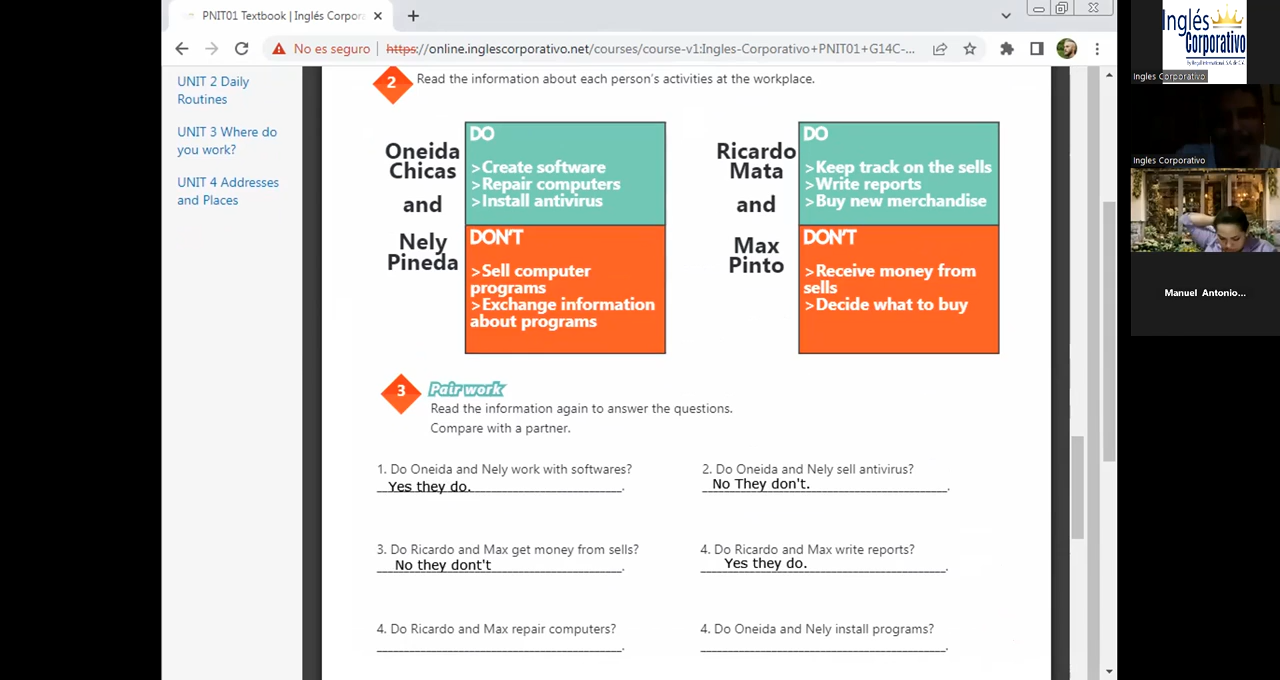 PNIT01 Textbook | Inglés Corpora
No es seguro | https://online.inglescorporativo.net/courses/course-v1:Ingles-Corporativo+PNIT01+G14C-...
UNIT 2 Daily
Routines
UNIT 3 Where do
you work?
UNIT 4 Addresses
and Places
2 Read the information about each person's activities at the workplace.
Oneida
Chicas
and
Nely
Pineda
DO
>Create software
>Repair computers
>Install antivirus
DON'T
>Sell computer
programs
>Exchange information
about programs
Ricardo
Mata
and
Max
Pinto
DO
>Keep track on the sells
>Write reports
>Buy new merchandise
DON'T
>Receive money from
sells
>Decide what to buy
3 Pair work
Read the information again to answer the questions.
Compare with a partner.
1. Do Oneida and Nely work with softwares?
Yes they do.
2. Do Oneida and Nely sell antivirus?
No They don't.
3. Do Ricardo and Max get money from sells?
No they dont't
4. Do Ricardo and Max write reports?
Yes they do.
4. Do Ricardo and Max repair computers?
4. Do Oneida and Nely install programs?
Inglés
Corporativo
Ingles Corporativo
Ingles Corporativo
Manuel Antonio...